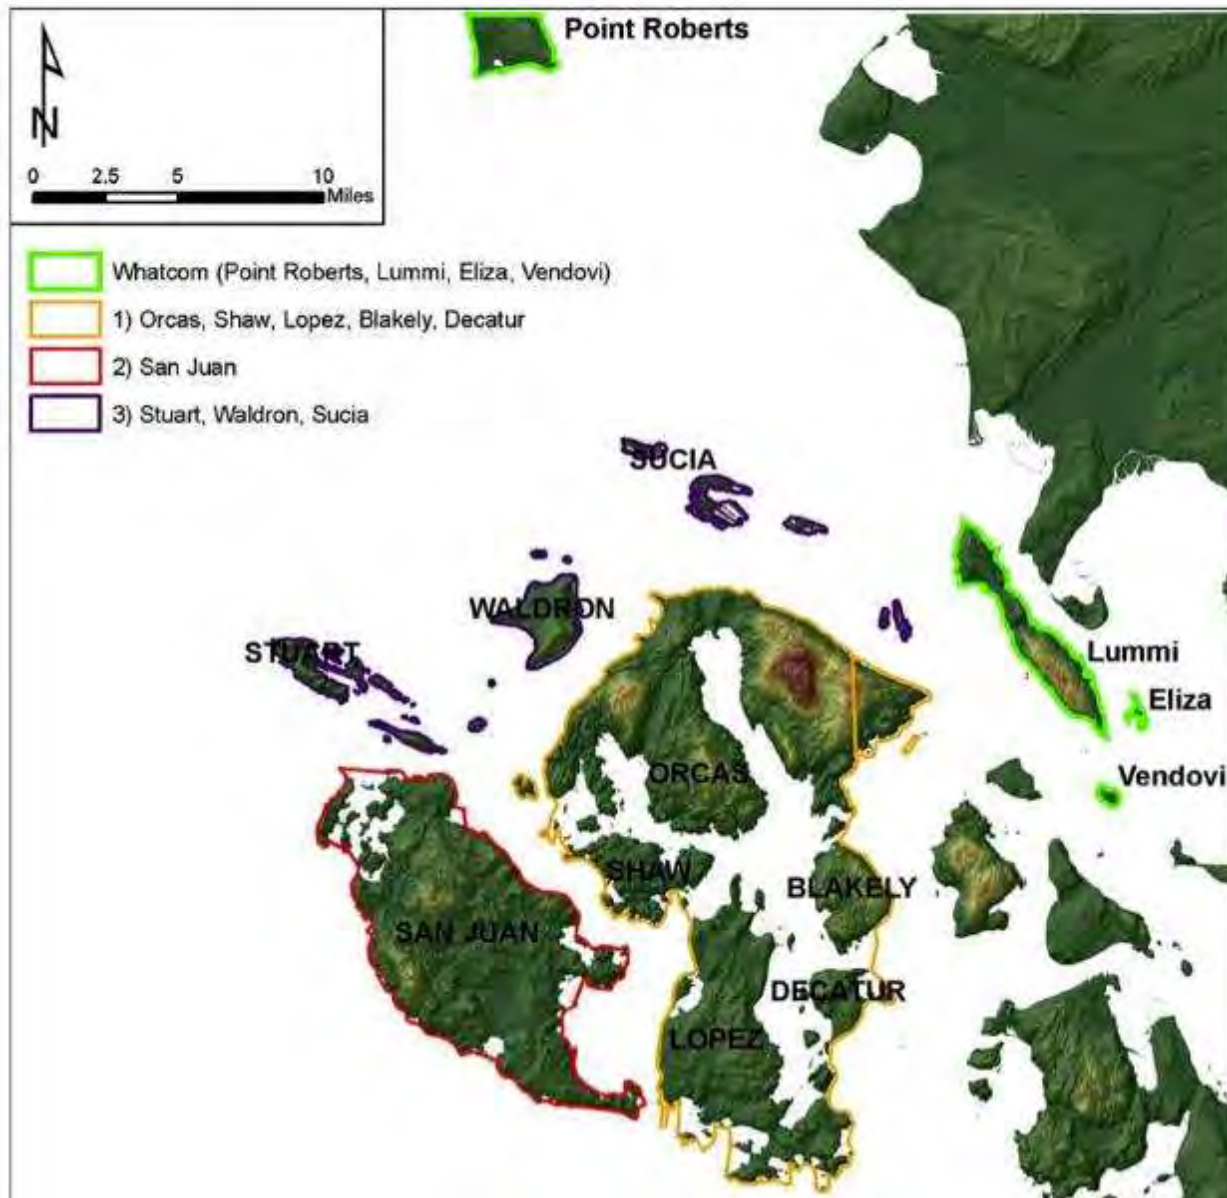 Point Roberts
N
0 2.5 5 10
Miles
Whatcom (Point Roberts, Lummi, Eliza, Vendovi)
1) Orcas, Shaw, Lopez, Blakely, Decatur
2) San Juan
3) Stuart, Waldron, Sucia
SUCIA
WALDRON
STUART
Lummi
Eliza
Vendovi
ORCAS
SHAW
BLAKELY
SAN JUAN
DECATUR
LOPEZ